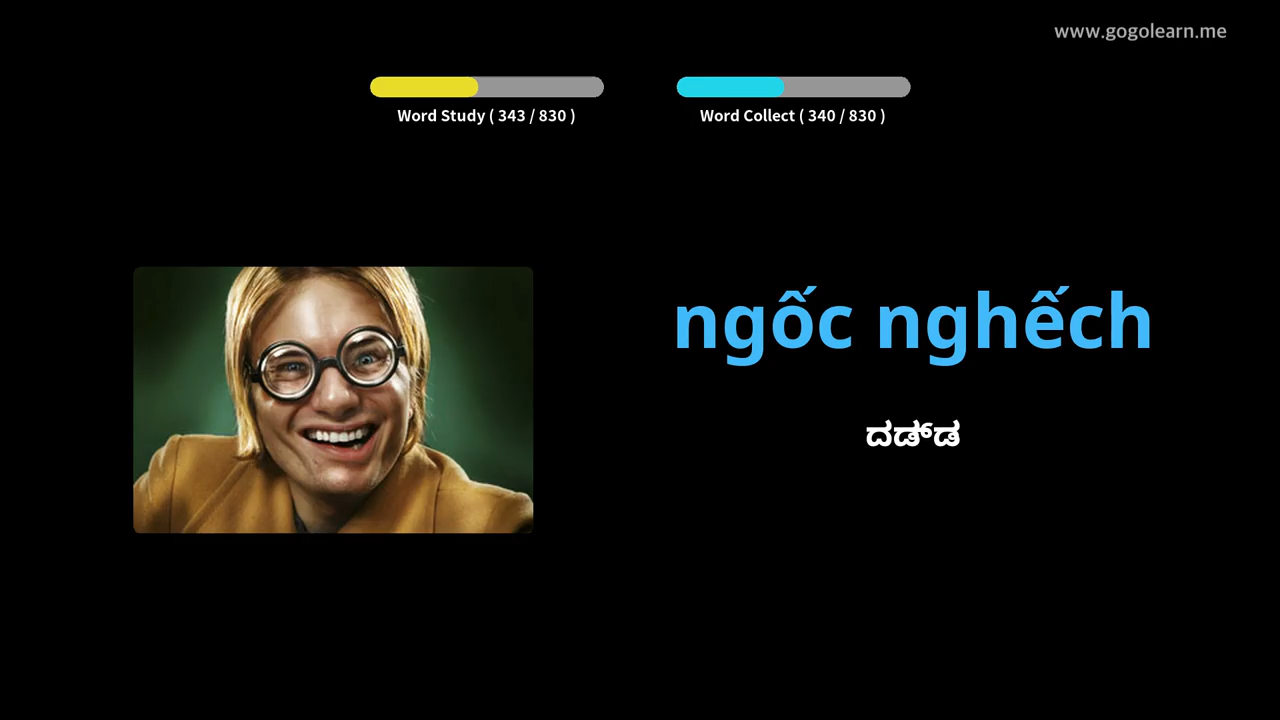 www.gogolearn.me
Word Study ( 343 / 830 )
Word Collect ( 340 / 830 )
ngốc nghếch
ದಡ್ಡ